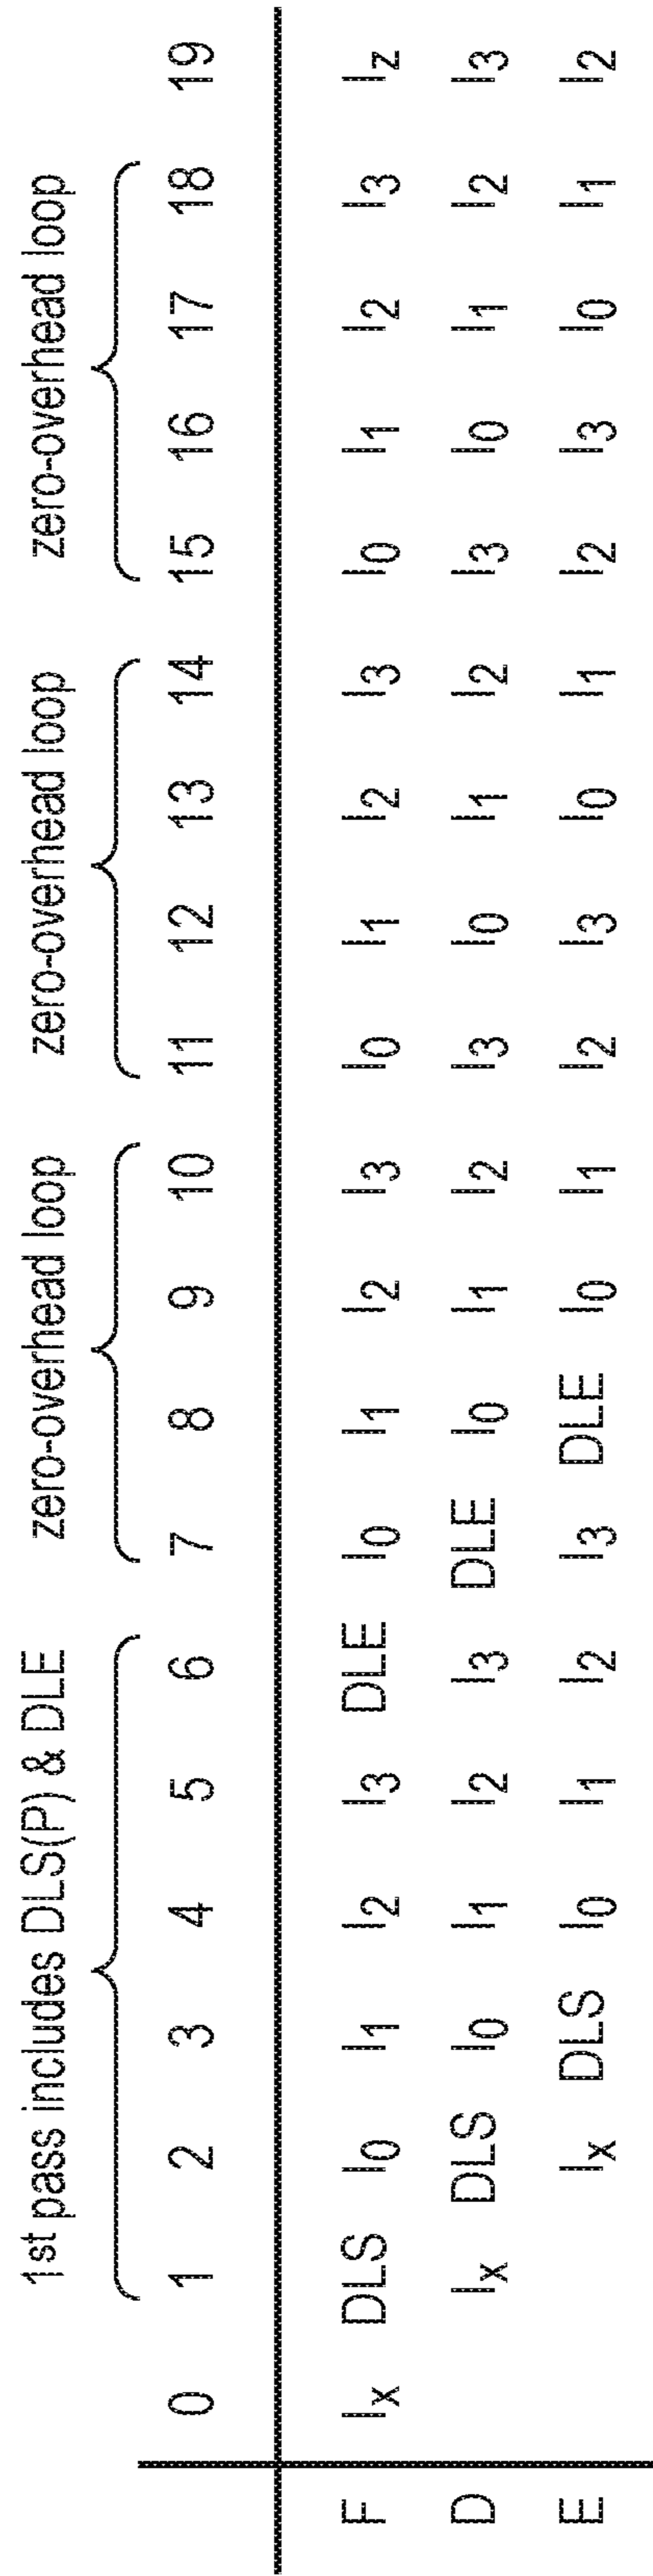 1st pass includes DLS(P) & DLE zero-overhead loop zero-overhead loop zero-overhead loop
0 1 2 3 4 5 6 7 8 9 10 11 12 13 14 15 16 17 18 19
F Ix DLS I0 I1 I2 I3 DLE I0 I1 I2 I3 I0 I1 I2 I3 I0 I1 I2 I3 Iz
D Ix DLS I0 I1 I2 I3 DLE I0 I1 I2 I3 I0 I1 I2 I3 I0 I1 I2 I3
E Ix DLS I0 I1 I2 I3 DLE I0 I1 I2 I3 I0 I1 I2 I3 I0 I1 I2